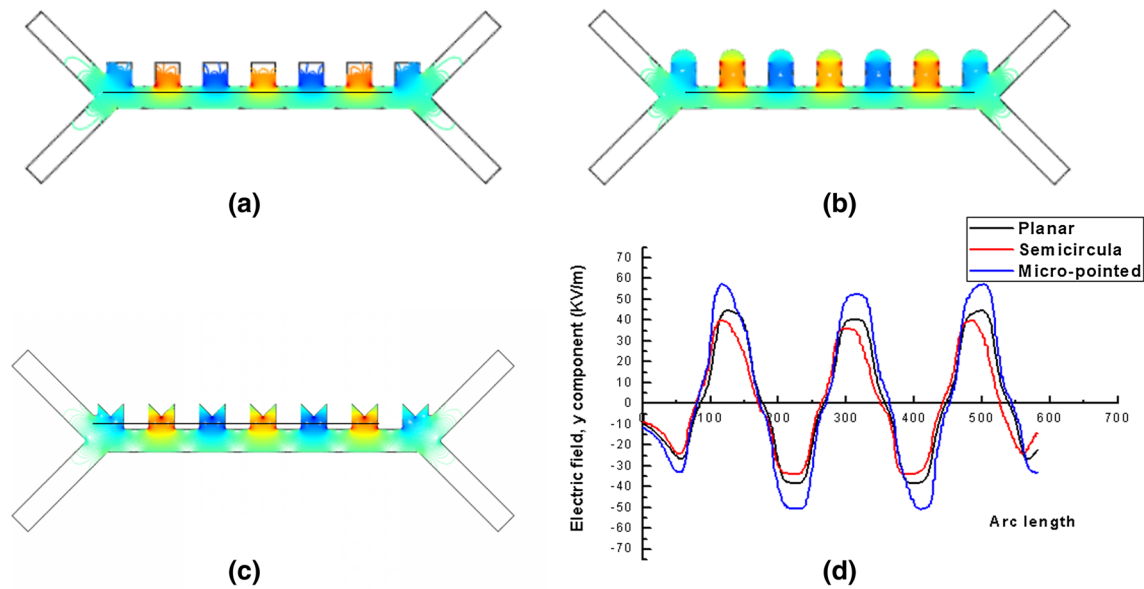 (a)
(b)
(c)
Planar
Semicircula
Micro-pointed
Electric field, y component (KV/m)
70
60
50
40
30
20
10
0
-10
-20
-30
-40
-50
-60
-70
0 100 200 300 400 500 600 700
Arc length
(d)